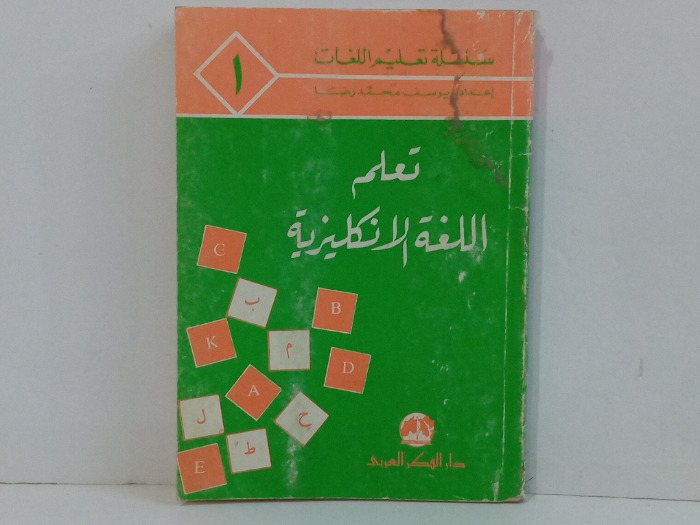 سلسلة تعليم اللغات
١
إعداد يوسف محمد رضا
تعلم
اللغة الانكليزية
G
ب
B
K
م
D
A
ل
ح
ط
E
دار الفكر العربي